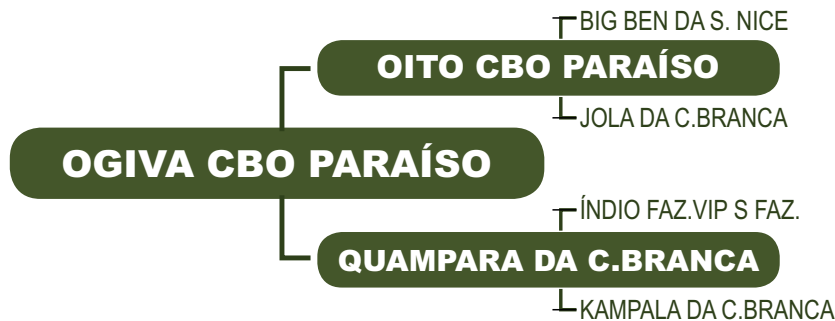 BIG BEN DA S. NICE
OITO CBO PARAÍSO
JOLA DA C.BRANCA
OGIVA CBO PARAÍSO
ÍNDIO FAZ.VIP S FAZ.
QUAMPARA DA C.BRANCA
KAMPALA DA C.BRANCA